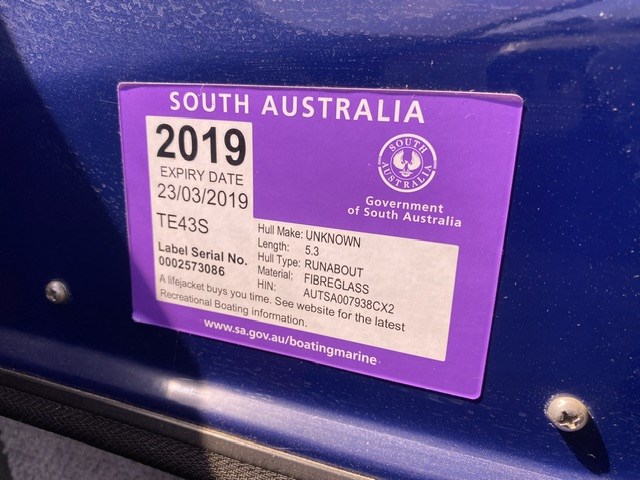 SOUTH AUSTRALIA
2019
EXPIRY DATE
23/03/2019
TE43S
Label Serial No.
0002573086
SOUTH AUSTRALIA
Government
of South Australia
Hull Make: UNKNOWN
Length: 5.3
Hull Type: RUNABOUT
Material: FIBREGLASS
HIN: AUTSA007938CX2
A lifejacket buys you time. See website for the latest
Recreational Boating information.
www.sa.gov.au/boatingmarine